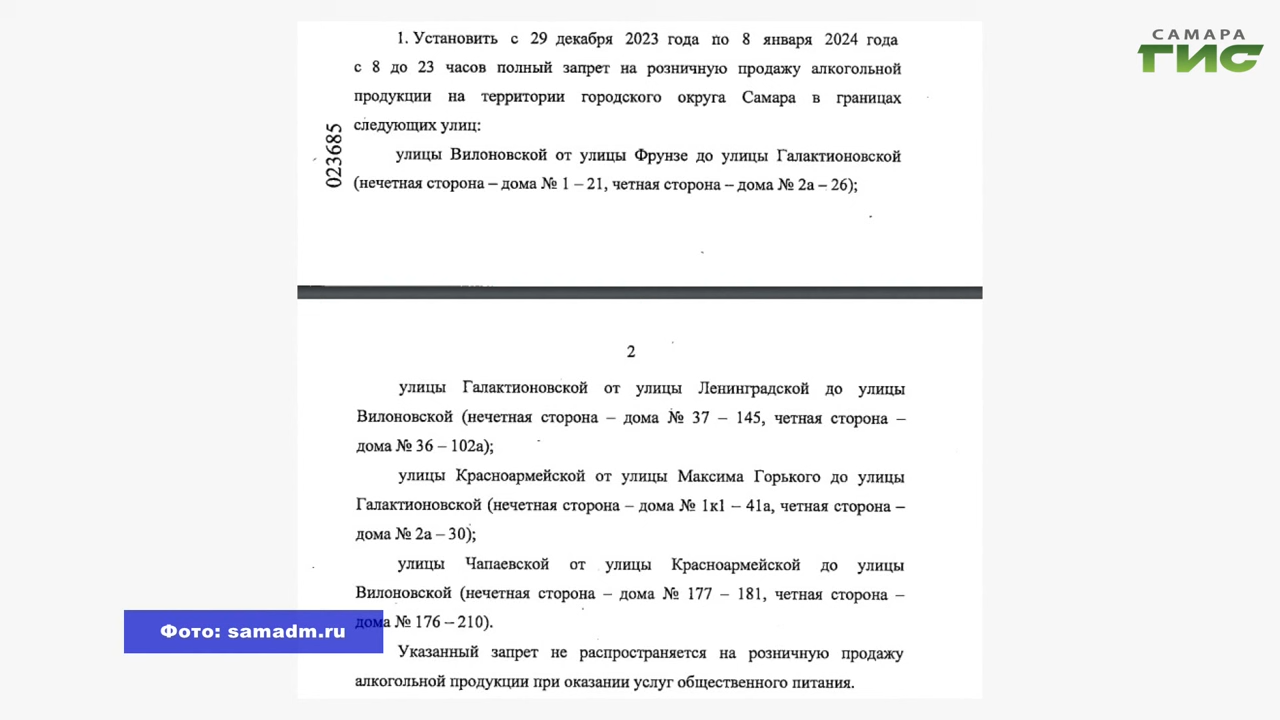 САМАРА
ГИС
1. Установить с 29 декабря 2023 года по 8 января 2024 года
с 8 до 23 часов полный запрет на розничную продажу алкогольной
продукции на территории городского округа Самара в границах
следующих улиц:
023685
улицы Вилоновской от улицы Фрунзе до улицы Галактионовской
(нечетная сторона – дома № 1 – 21, четная сторона – дома № 2а – 26);
2
улицы Галактионовской от улицы Ленинградской до улицы
Вилоновской (нечетная сторона – дома № 37 – 145, четная сторона –
дома № 36 – 102а);
улицы Красноармейской от улицы Максима Горького до улицы
Галактионовской (нечетная сторона – дома № 1к1 – 41а, четная сторона –
дома № 2а – 30);
улицы Чапаевской от улицы Красноармейской до улицы
Вилоновской (нечетная сторона – дома № 177 – 181, четная сторона –
дома № 176 – 210).
Фото: samadm.ru
Указанный запрет не распространяется на розничную продажу
алкогольной продукции при оказании услуг общественного питания.